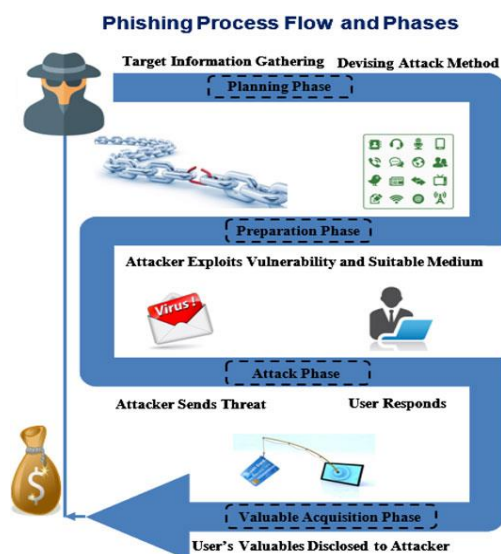 Phishing Process Flow and Phases
Target Information Gathering
Devising Attack Method
Planning Phase
Preparation Phase
Attacker Exploits Vulnerability and Suitable Medium
Virus!
Attack Phase
Attacker Sends Threat
User Responds
$
Valuable Acquisition Phase
User's Valuables Disclosed to Attacker